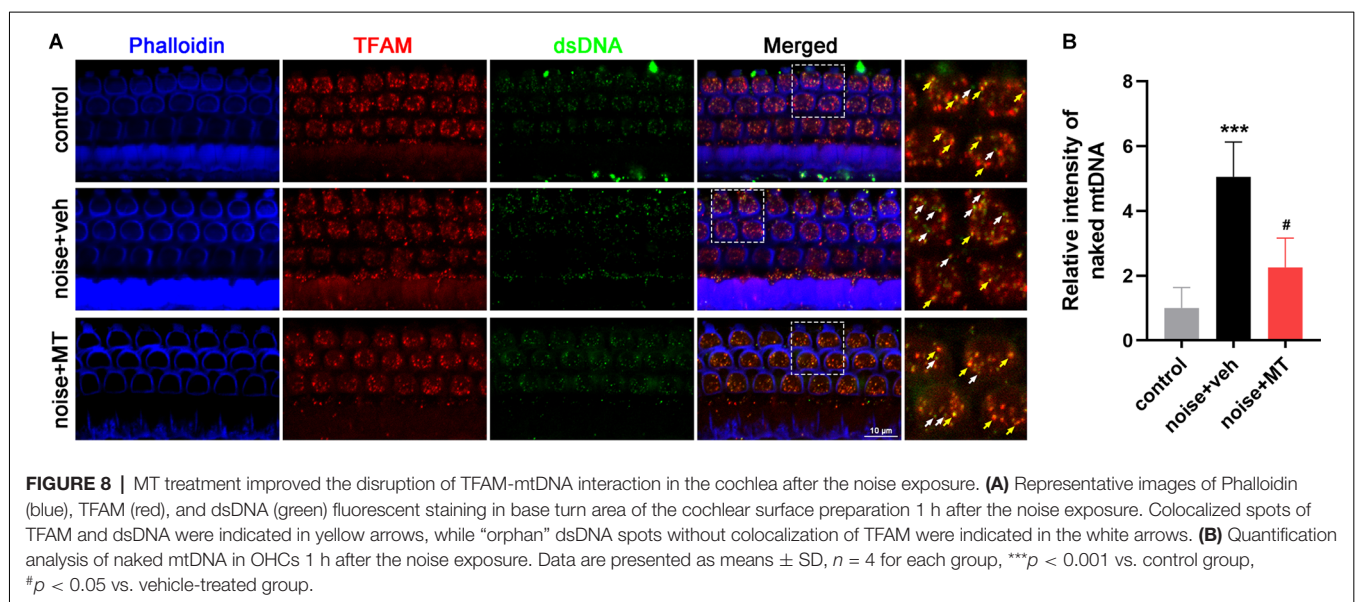 A
Phalloidin TFAM dsDNA Merged
control
noise+veh
noise+MT
10 µm
B
Relative intensity of
naked mtDNA
8
6
4
2
0
***
#
control
noise+veh
noise+MT
FIGURE 8 | MT treatment improved the disruption of TFAM-mtDNA interaction in the cochlea after the noise exposure. (A) Representative images of Phalloidin
(blue), TFAM (red), and dsDNA (green) fluorescent staining in base turn area of the cochlear surface preparation 1 h after the noise exposure. Colocalized spots of
TFAM and dsDNA were indicated in yellow arrows, while “orphan” dsDNA spots without colocalization of TFAM were indicated in the white arrows. (B) Quantification
analysis of naked mtDNA in OHCs 1 h after the noise exposure. Data are presented as means ± SD, n = 4 for each group, ***p < 0.001 vs. control group,
#p < 0.05 vs. vehicle-treated group.